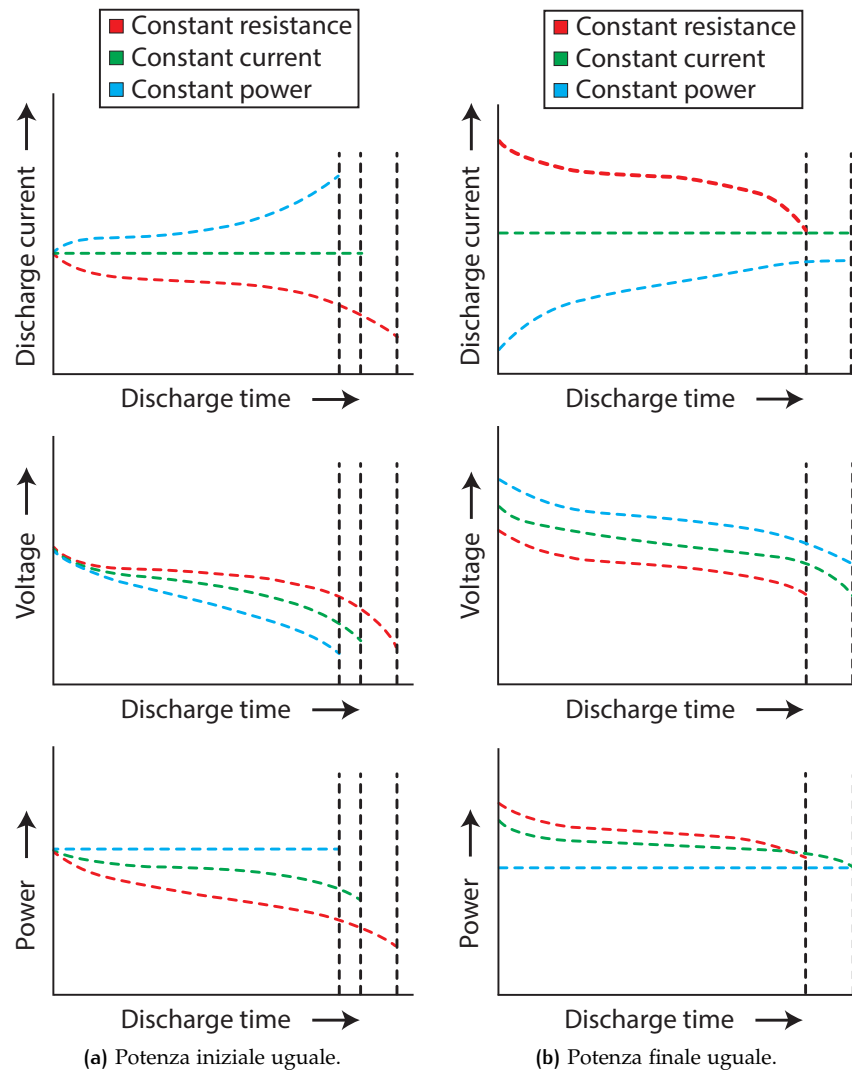 Constant resistance
Constant current
Constant power
Discharge current
Discharge time
Voltage
Discharge time
Power
Discharge time
(a) Potenza iniziale uguale.
Constant resistance
Constant current
Constant power
Discharge current
Discharge time
Voltage
Discharge time
Power
Discharge time
(b) Potenza finale uguale.